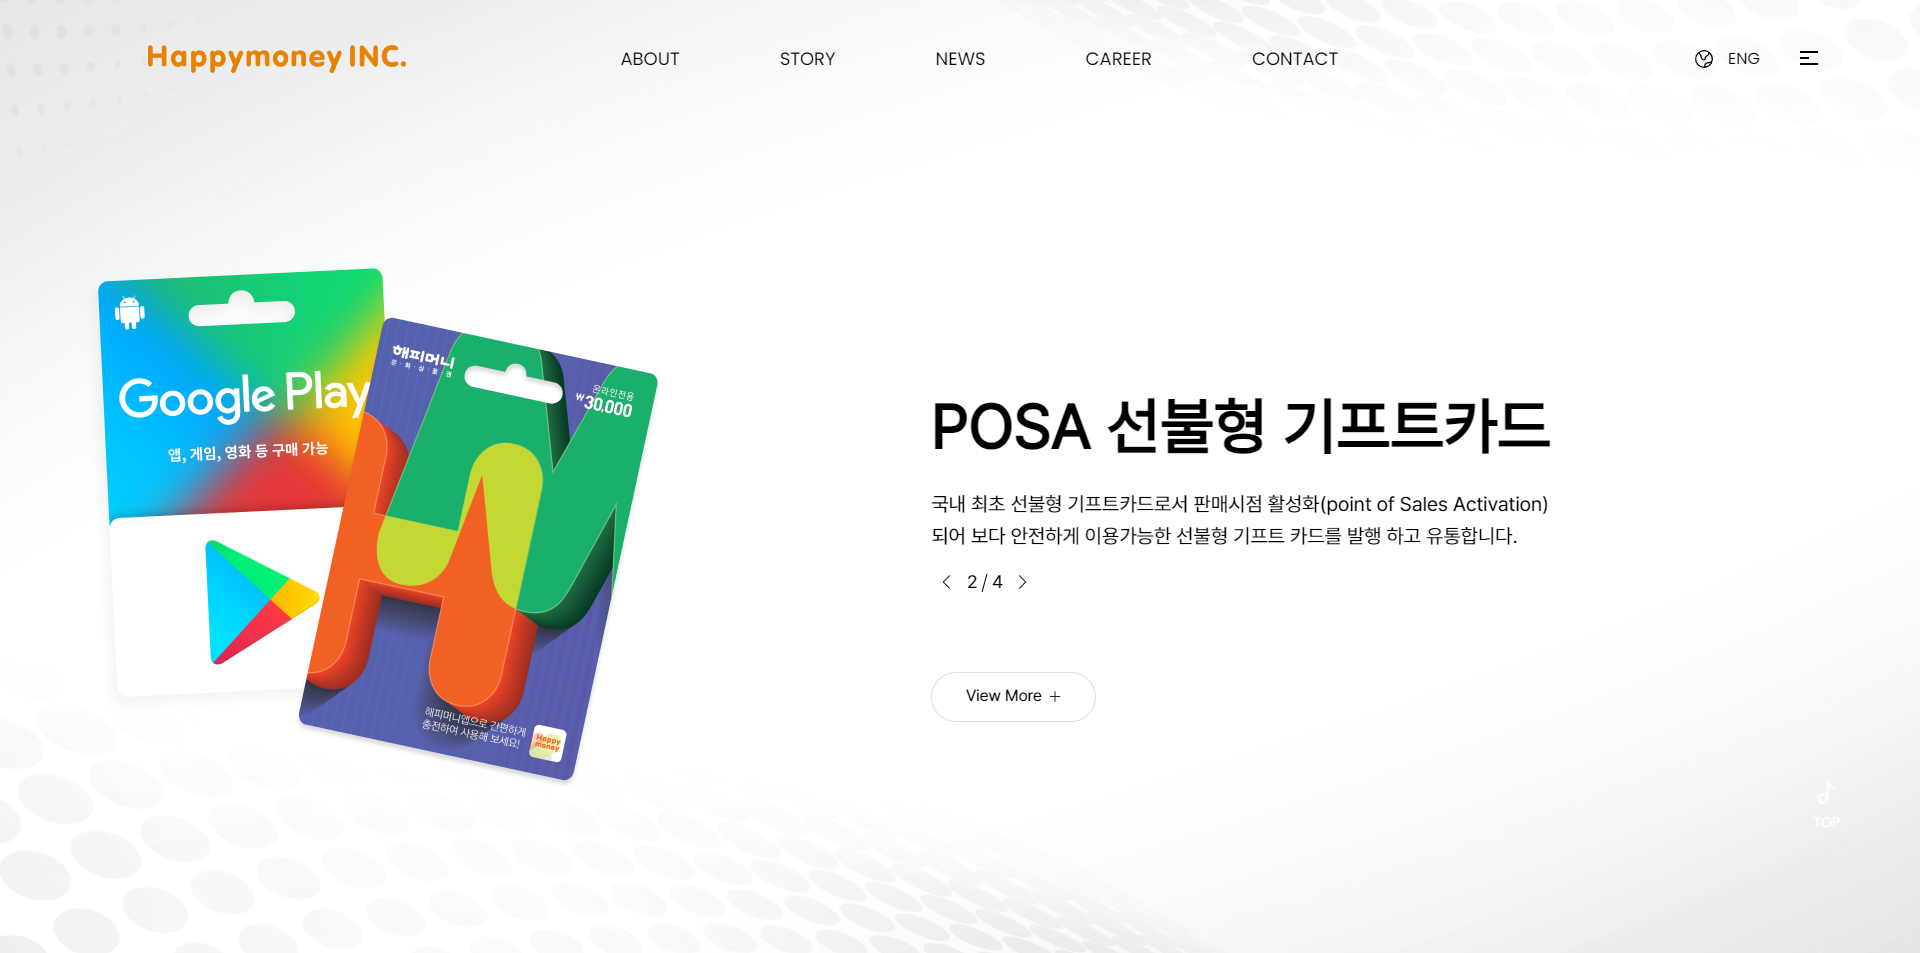 Happymoney INC.
ABOUT
STORY
NEWS
CAREER
CONTACT
ENG
Google Play
앱, 게임, 영화 등 구매 가능
해피머니
문·화·상·품·권
온라인전용
₩30,000
해피머니앱으로 간편하게
충전하여 사용해 보세요!
Happy
money
POSA 선불형 기프트카드
국내 최초 선불형 기프트카드로서 판매시점 활성화(point of Sales Activation)
되어 보다 안전하게 이용가능한 선불형 기프트 카드를 발행 하고 유통합니다.
2 / 4
View More +
TOP